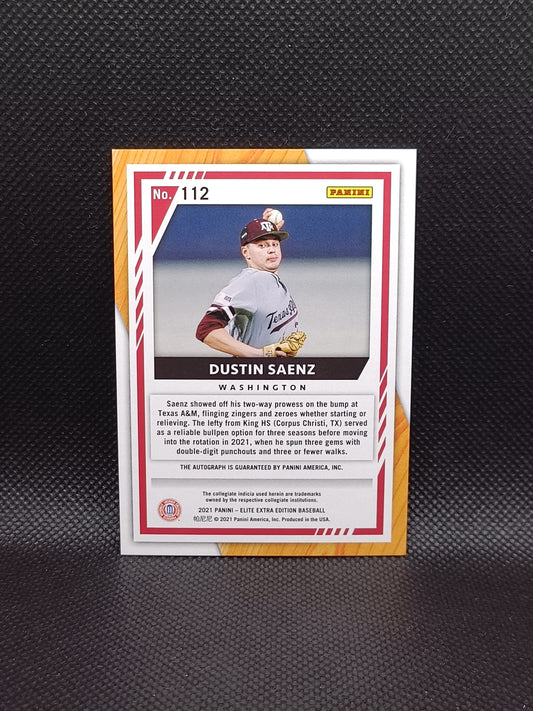 No. 112
PANINI
Texas A&M
DUSTIN SAENZ
WASHINGTON
Saenz showed off his two-way prowess on the bump at
Texas A&M, flinging zingers and zeroes whether starting or
relieving. The lefty from King HS (Corpus Christi, TX) served
as a reliable bullpen option for three seasons before moving
into the rotation in 2021, when he spun three gems with
double-digit punchouts and three or fewer walks.
THE AUTOGRAPH IS GUARANTEED BY PANINI AMERICA, INC.
The collegiate indicia used herein are trademarks
owned by the respective collegiate institutions.
2021 PANINI – ELITE EXTRA EDITION BASEBALL
帕尼尼 © 2021 Panini America, Inc. Produced in the USA.